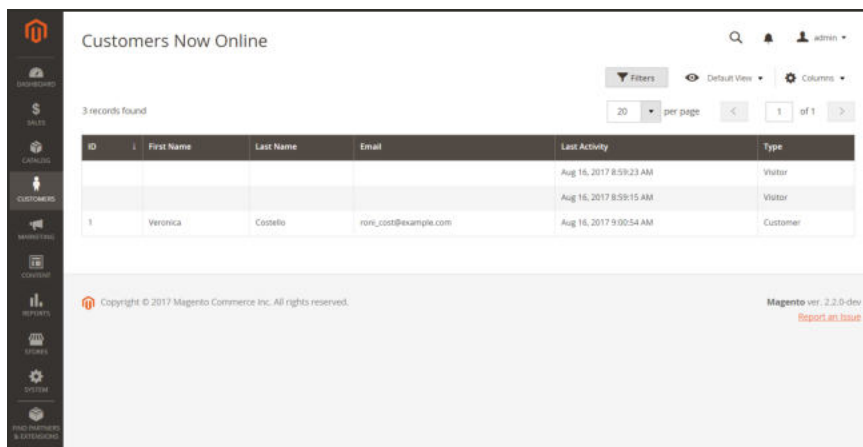 Customers Now Online
admin
Filters
Default View
Columns
3 records found
20
per page
1
of 1
ID
First Name
Last Name
Email
Last Activity
Type
Aug 16, 2017 8:59:23 AM
Visitor
Aug 16, 2017 8:59:15 AM
Visitor
1
Veronica
Costello
roni_cost@example.com
Aug 16, 2017 9:00:54 AM
Customer
DASHBOARD
SALES
CATALOG
CUSTOMERS
MARKETING
CONTENT
REPORTS
STORES
SYSTEM
FIND PARTNERS
& EXTENSIONS
Copyright © 2017 Magento Commerce Inc. All rights reserved.
Magento ver. 2.2.0-dev
Report an Issue